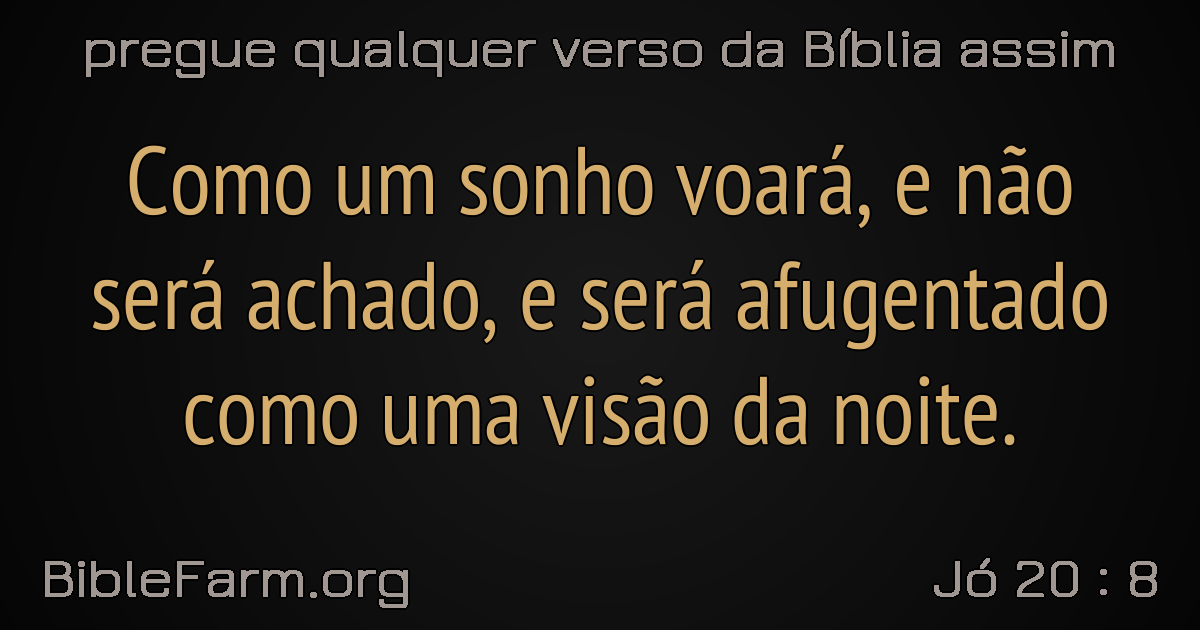 pregue qualquer verso da Bíblia assim
Como um sonho voará, e não
será achado, e será afugentado
como uma visão da noite.
BibleFarm.org
Jó 20 : 8